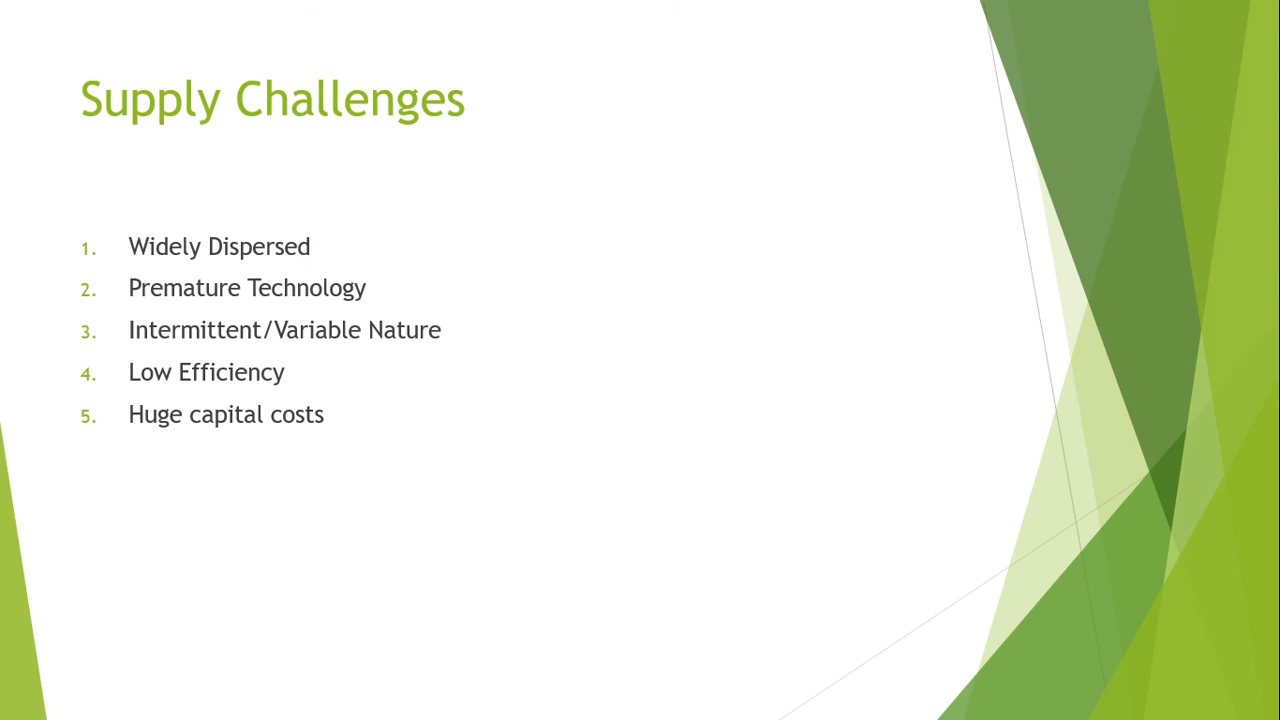 Supply Challenges
1. Widely Dispersed
2. Premature Technology
3. Intermittent/Variable Nature
4. Low Efficiency
5. Huge capital costs